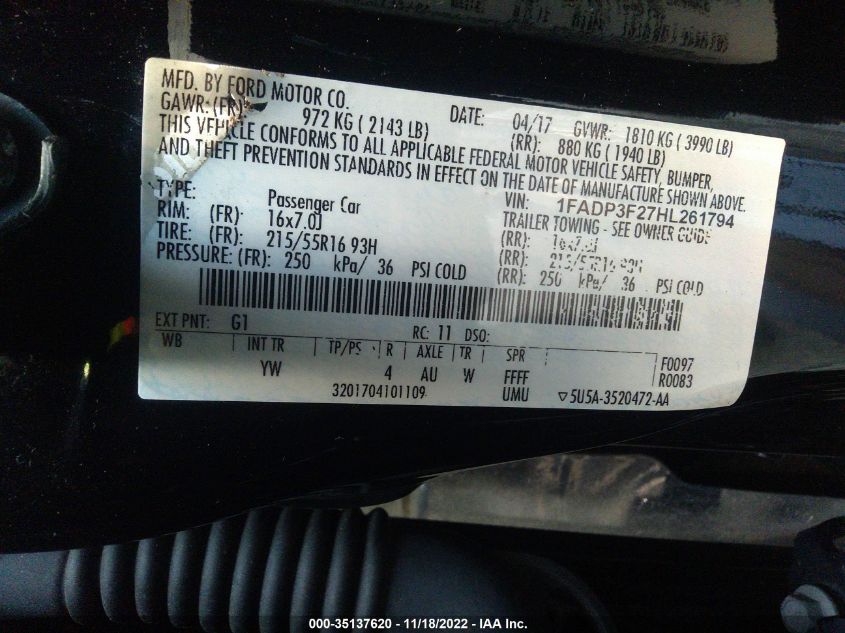 MFD. BY FORD MOTOR CO.
DATE: 04/17 GVWR: 1810 KG ( 3990 LB)
GAWR: (FR): 972 KG ( 2143 LB) (RR): 880 KG ( 1940 LB)
THIS VEHICLE CONFORMS TO ALL APPLICABLE FEDERAL MOTOR VEHICLE SAFETY, BUMPER,
AND THEFT PREVENTION STANDARDS IN EFFECT ON THE DATE OF MANUFACTURE SHOWN ABOVE.
VIN: 1FADP3F27HL261794
TYPE: Passenger Car TRAILER TOWING - SEE OWNER GUIDE
RIM: (FR): 16x7.0J (RR): 16x7.0J
TIRE: (FR): 215/55R16 93H (RR): 215/55R16 93H
PRESSURE: (FR): 250 kPa/ 36 PSI COLD (RR): 250 kPa/ 36 PSI COLD
EXT PNT: G1 RC: 11 DSO:
WB INT TR TP/PS R AXLE TR SPR F0097
YW 4 AU W FFFF R0083
3201704101109 UMU ▽5U5A-3520472-AA
000-35137620 - 11/18/2022 - IAA Inc.